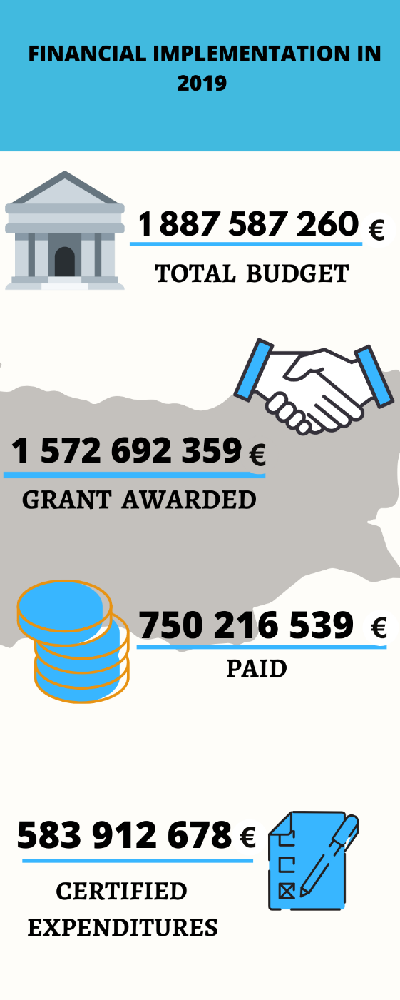 FINANCIAL IMPLEMENTATION IN
2019
1 887 587 260 €
TOTAL BUDGET
1 572 692 359 €
GRANT AWARDED
750 216 539 €
PAID
583 912 678 €
CERTIFIED
EXPENDITURES